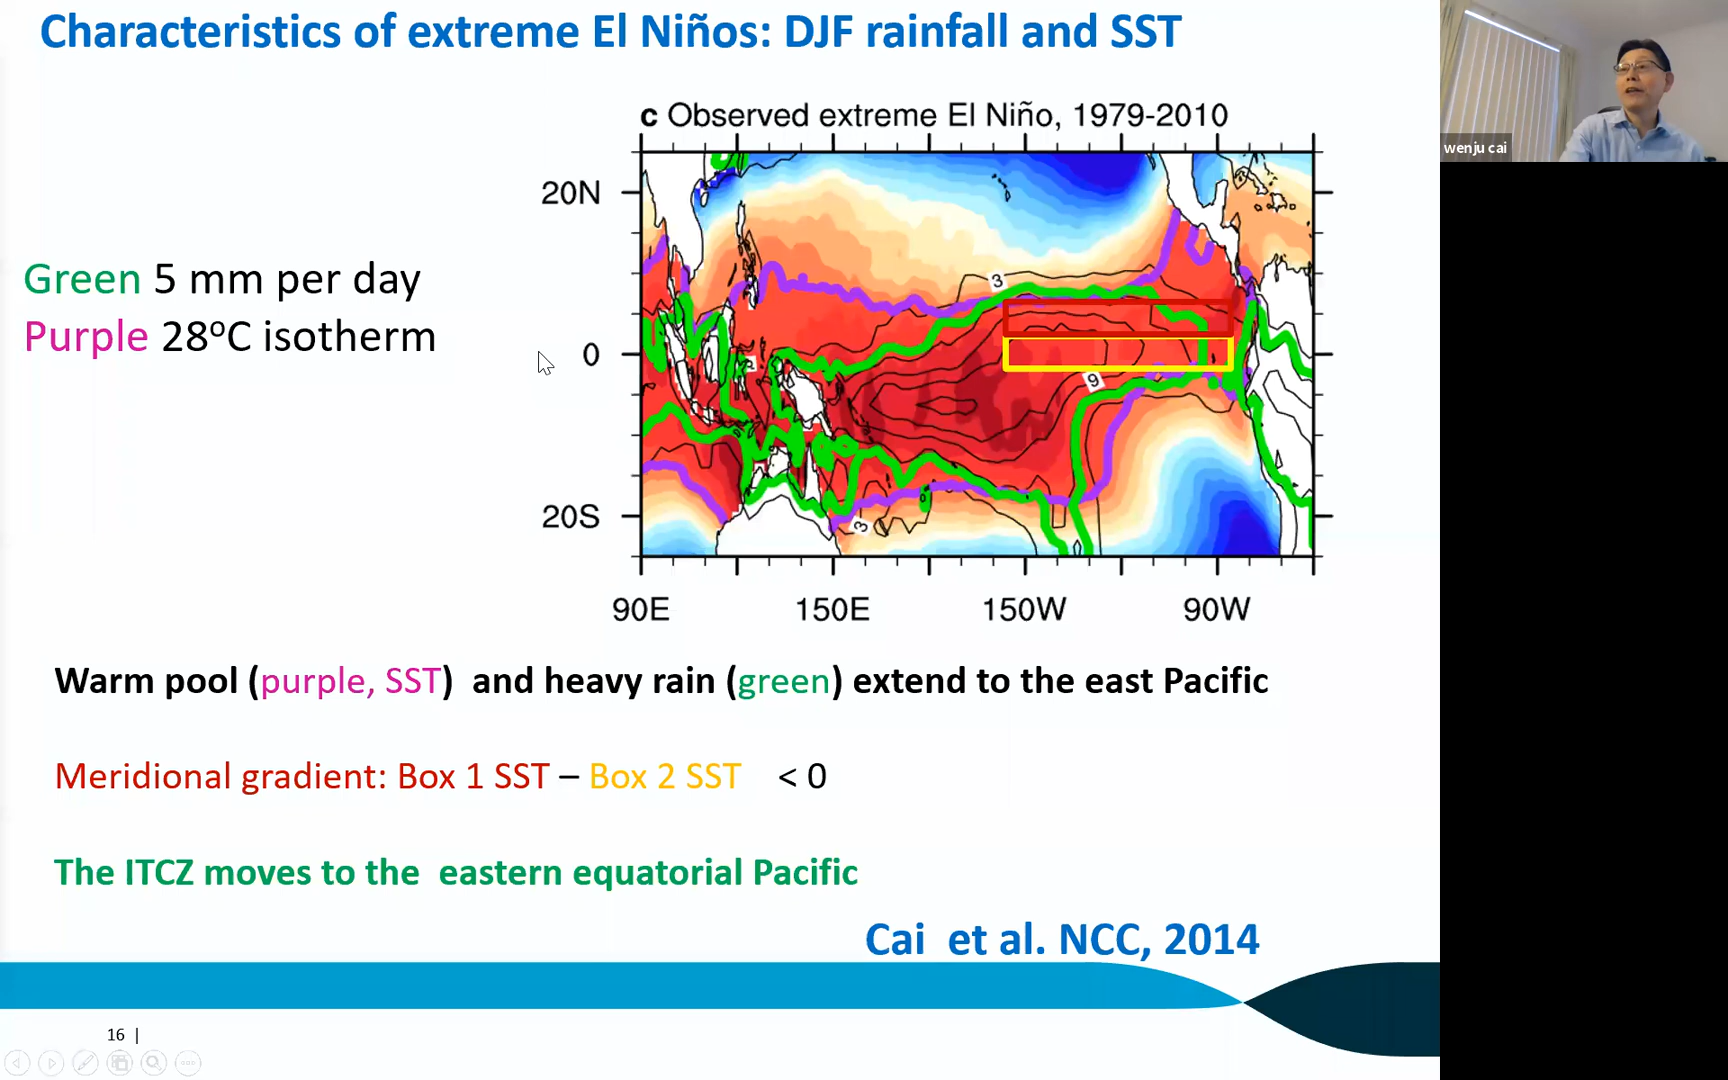 Characteristics of extreme El Niños: DJF rainfall and SST
wenju cai
c Observed extreme El Niño, 1979-2010
20N
0
20S
3
9
3
90E 150E 150W 90W
Green 5 mm per day
Purple 28°C isotherm
Warm pool (purple, SST) and heavy rain (green) extend to the east Pacific
Meridional gradient: Box 1 SST – Box 2 SST < 0
The ITCZ moves to the eastern equatorial Pacific
Cai et al. NCC, 2014
16 |